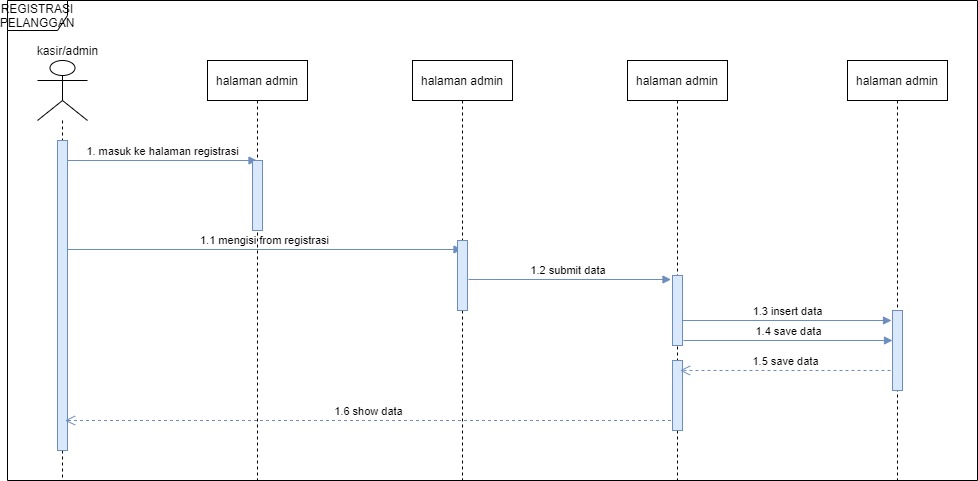 REGISTRASI
PELANGGAN
kasir/admin
halaman admin
halaman admin
halaman admin
halaman admin
1. masuk ke halaman registrasi
1.1 mengisi from registrasi
1.2 submit data
1.3 insert data
1.4 save data
1.5 save data
1.6 show data